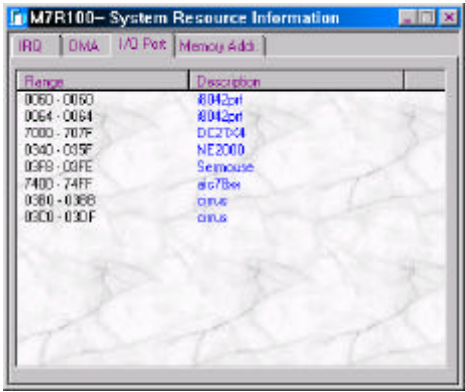 M7R100– System Resource Information
IRQ DMA I/O Port Memory Addr.
Range Description
0060 - 0060 i8042prt
0064 - 0064 i8042prt
7000 - 707F DC21X4
0340 - 035F NE2000
03F8 - 03FE Sermouse
7400 - 74FF aic78xx
03B0 - 03BB cirrus
03C0 - 03DF cirrus